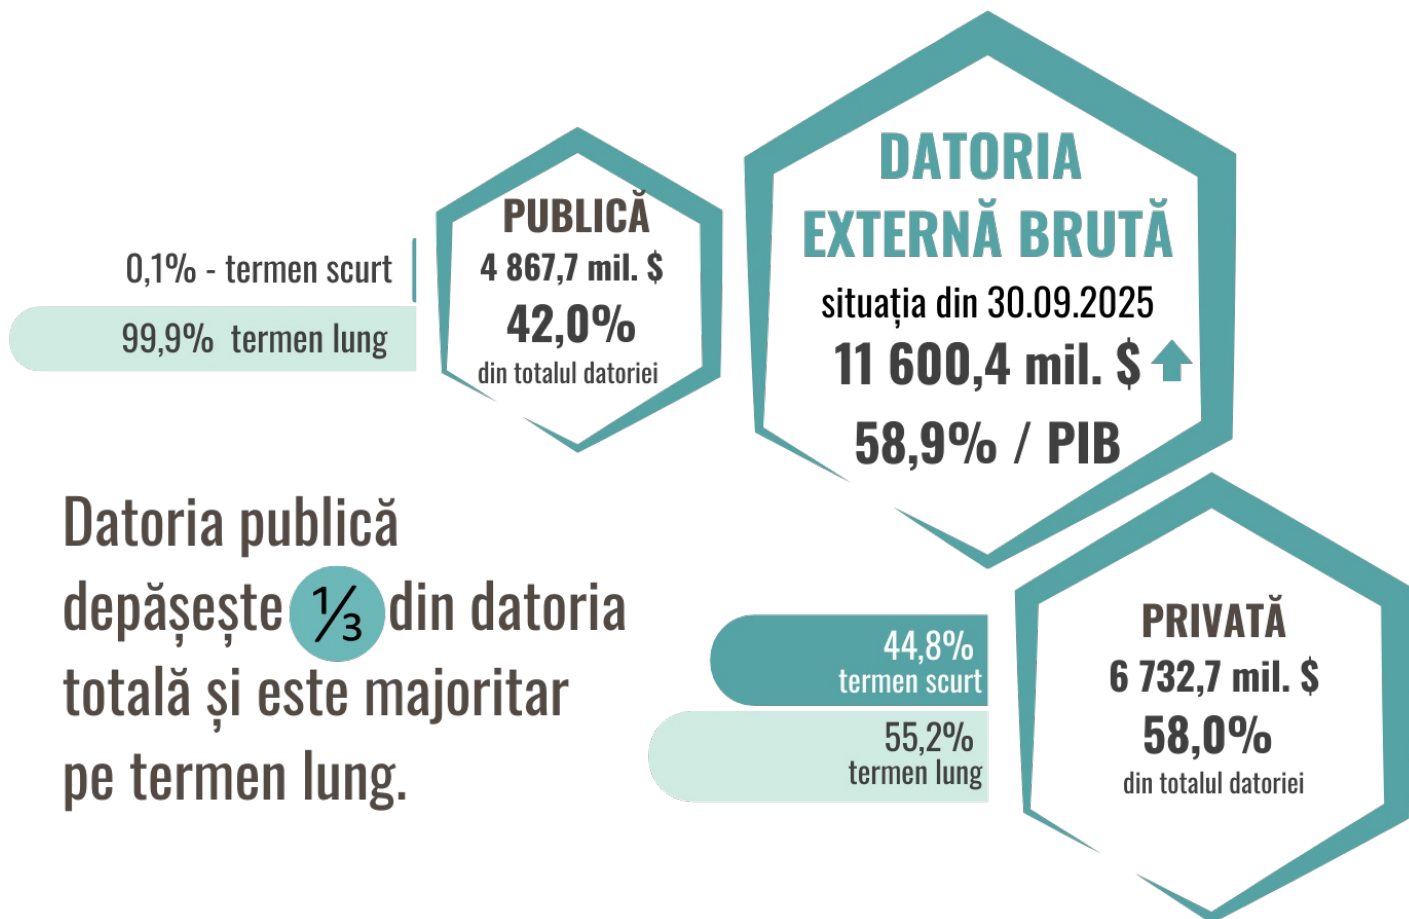 DATORIA
EXTERNĂ BRUTĂ
situația din 30.09.2025
11 600,4 mil. $
58,9% / PIB
PUBLICĂ
4 867,7 mil. $
42,0%
din totalul datoriei
0,1% - termen scurt
99,9% termen lung
Datoria publică
depășește ⅓ din datoria
totală și este majoritar
pe termen lung.
PRIVATĂ
6 732,7 mil. $
58,0%
din totalul datoriei
44,8%
termen scurt
55,2%
termen lung